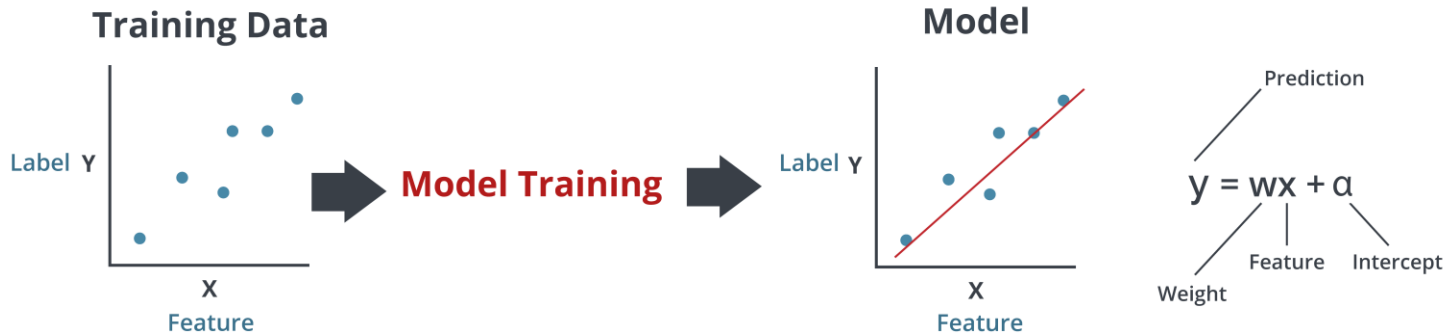 Training Data
Label Y
X
Feature
Model Training
Model
Label Y
X
Feature
Prediction
y = wx + α
Weight
Feature
Intercept